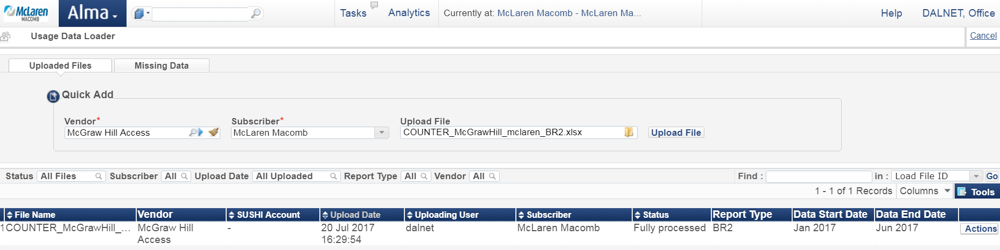 McLaren
MACOMB
Alma
Tasks
Analytics
Currently at: McLaren Macomb - McLaren Ma...
Help
DALNET, Office
Usage Data Loader
Cancel
Uploaded Files
Missing Data
Quick Add
Vendor*
Subscriber*
Upload File
McGraw Hill Access
McLaren Macomb
COUNTER_McGrawHill_mclaren_BR2.xlsx
Upload File
Status All Files Subscriber All Upload Date All Uploaded Report Type All Vendor All
Find : in : Load File ID Go
1 - 1 of 1 Records Columns Tools
File Name Vendor SUSHI Account Upload Date Uploading User Subscriber Status Report Type Data Start Date Data End Date
1 COUNTER_McGrawHill_... McGraw Hill - 20 Jul 2017 dalnet McLaren Macomb Fully processed BR2 Jan 2017 Jun 2017 Actions
Access 16:29:54